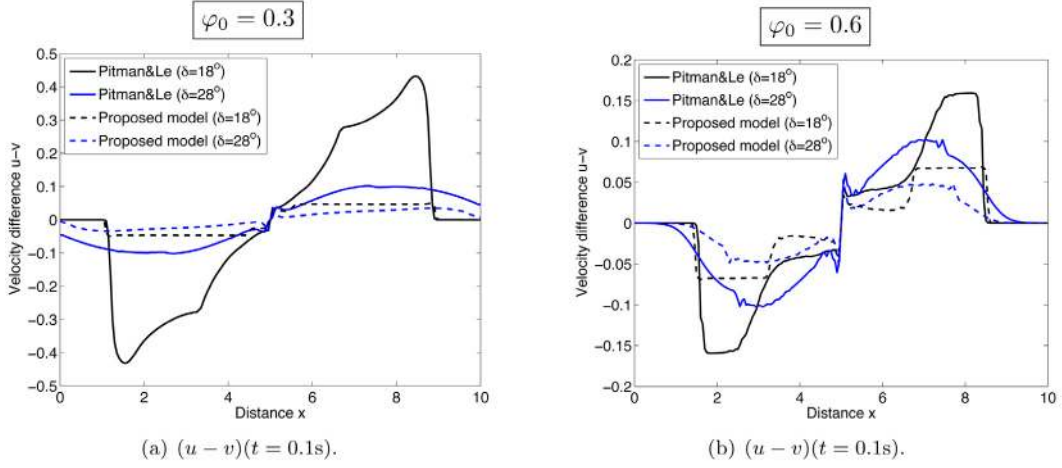 φ₀ = 0.3
0.5
0.4
0.3
0.2
0.1
0
−0.1
−0.2
−0.3
−0.4
−0.5
Velocity difference u−v
Pitman&Le (δ=18°)
Pitman&Le (δ=28°)
Proposed model (δ=18°)
Proposed model (δ=28°)
0 2 4 6 8 10
Distance x
(a) (u − v)(t = 0.1s).
φ₀ = 0.6
0.2
0.15
0.1
0.05
0
−0.05
−0.1
−0.15
−0.2
Velocity difference u−v
Pitman&Le (δ=18°)
Pitman&Le (δ=28°)
Proposed model (δ=18°)
Proposed model (δ=28°)
0 2 4 6 8 10
Distance x
(b) (u − v)(t = 0.1s).